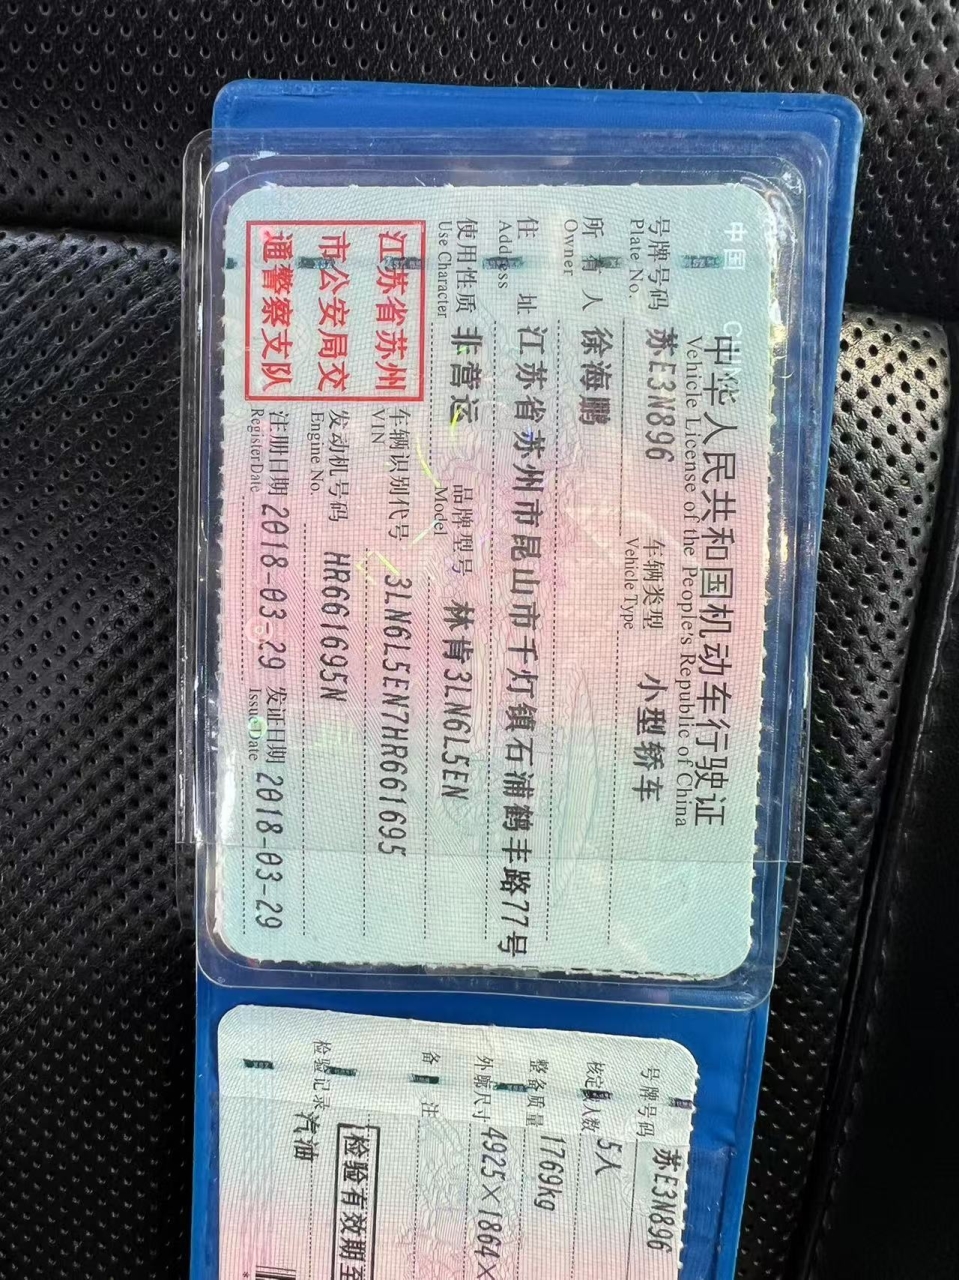 中国 CHINA
中华人民共和国机动车行驶证
Vehicle License of the People's Republic of China
号牌号码 苏E3N896 车辆类型 小型轿车
Plate No. Vehicle Type
所有人 徐海鹏
Owner
住址 江苏省苏州市昆山市千灯镇石浦鹤丰路77号
Address
使用性质 非营运 品牌型号 林肯3LN6L5EN
Use Character Model
江苏省苏州
市公安局交
通警察支队
车辆识别代号 3LN6L5EN7HR661695
VIN
发动机号码 HR661695N
Engine No.
注册日期 2018-03-29 发证日期 2018-03-29
Register Date Issue Date
号牌号码 苏E3N896
核定载人数 5人
整备质量 1769kg
外廓尺寸 4925×1864×
备注
检验有效期至
检验记录 汽油